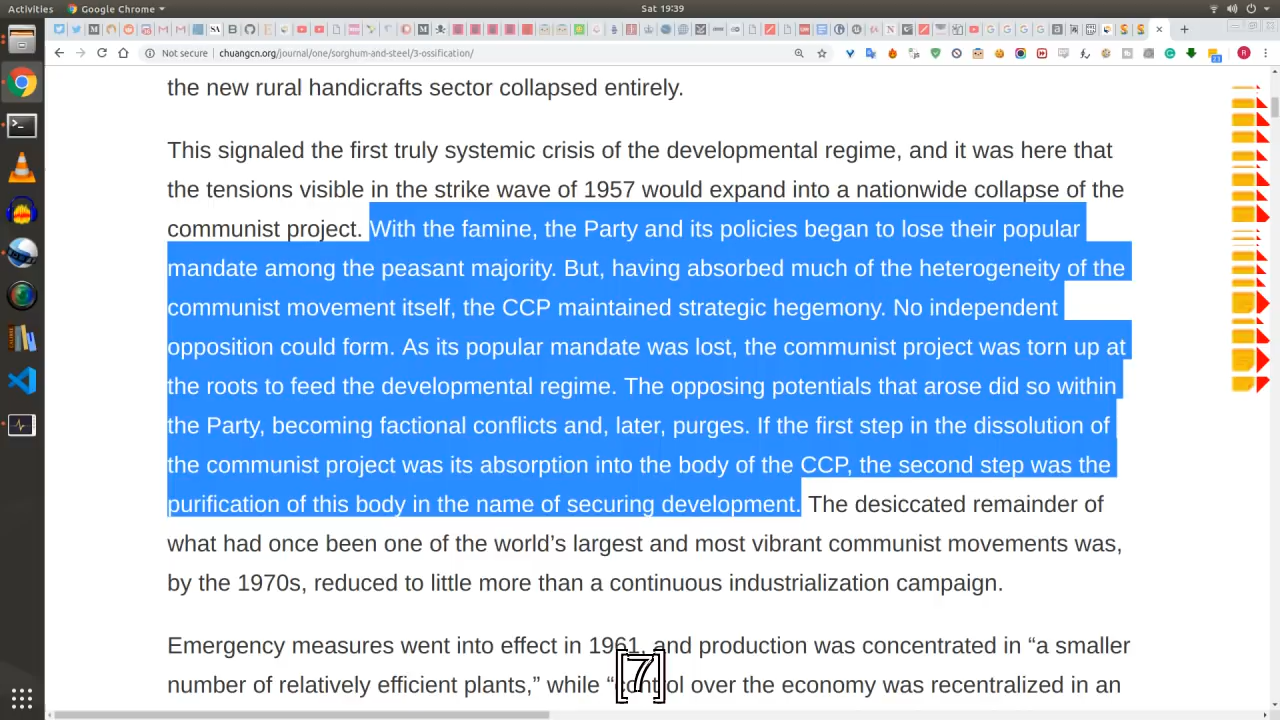 Activities
Google Chrome
Sat 19:39
Not secure
chuangcn.org/journal/one/sorghum-and-steel/3-ossification/
the new rural handicrafts sector collapsed entirely.
This signaled the first truly systemic crisis of the developmental regime, and it was here that
the tensions visible in the strike wave of 1957 would expand into a nationwide collapse of the
communist project. With the famine, the Party and its policies began to lose their popular
mandate among the peasant majority. But, having absorbed much of the heterogeneity of the
communist movement itself, the CCP maintained strategic hegemony. No independent
opposition could form. As its popular mandate was lost, the communist project was torn up at
the roots to feed the developmental regime. The opposing potentials that arose did so within
the Party, becoming factional conflicts and, later, purges. If the first step in the dissolution of
the communist project was its absorption into the body of the CCP, the second step was the
purification of this body in the name of securing development. The desiccated remainder of
what had once been one of the world's largest and most vibrant communist movements was,
by the 1970s, reduced to little more than a continuous industrialization campaign.
Emergency measures went into effect in 1961, and production was concentrated in “a smaller
number of relatively efficient plants,” while “control over the economy was recentralized in an
[7]